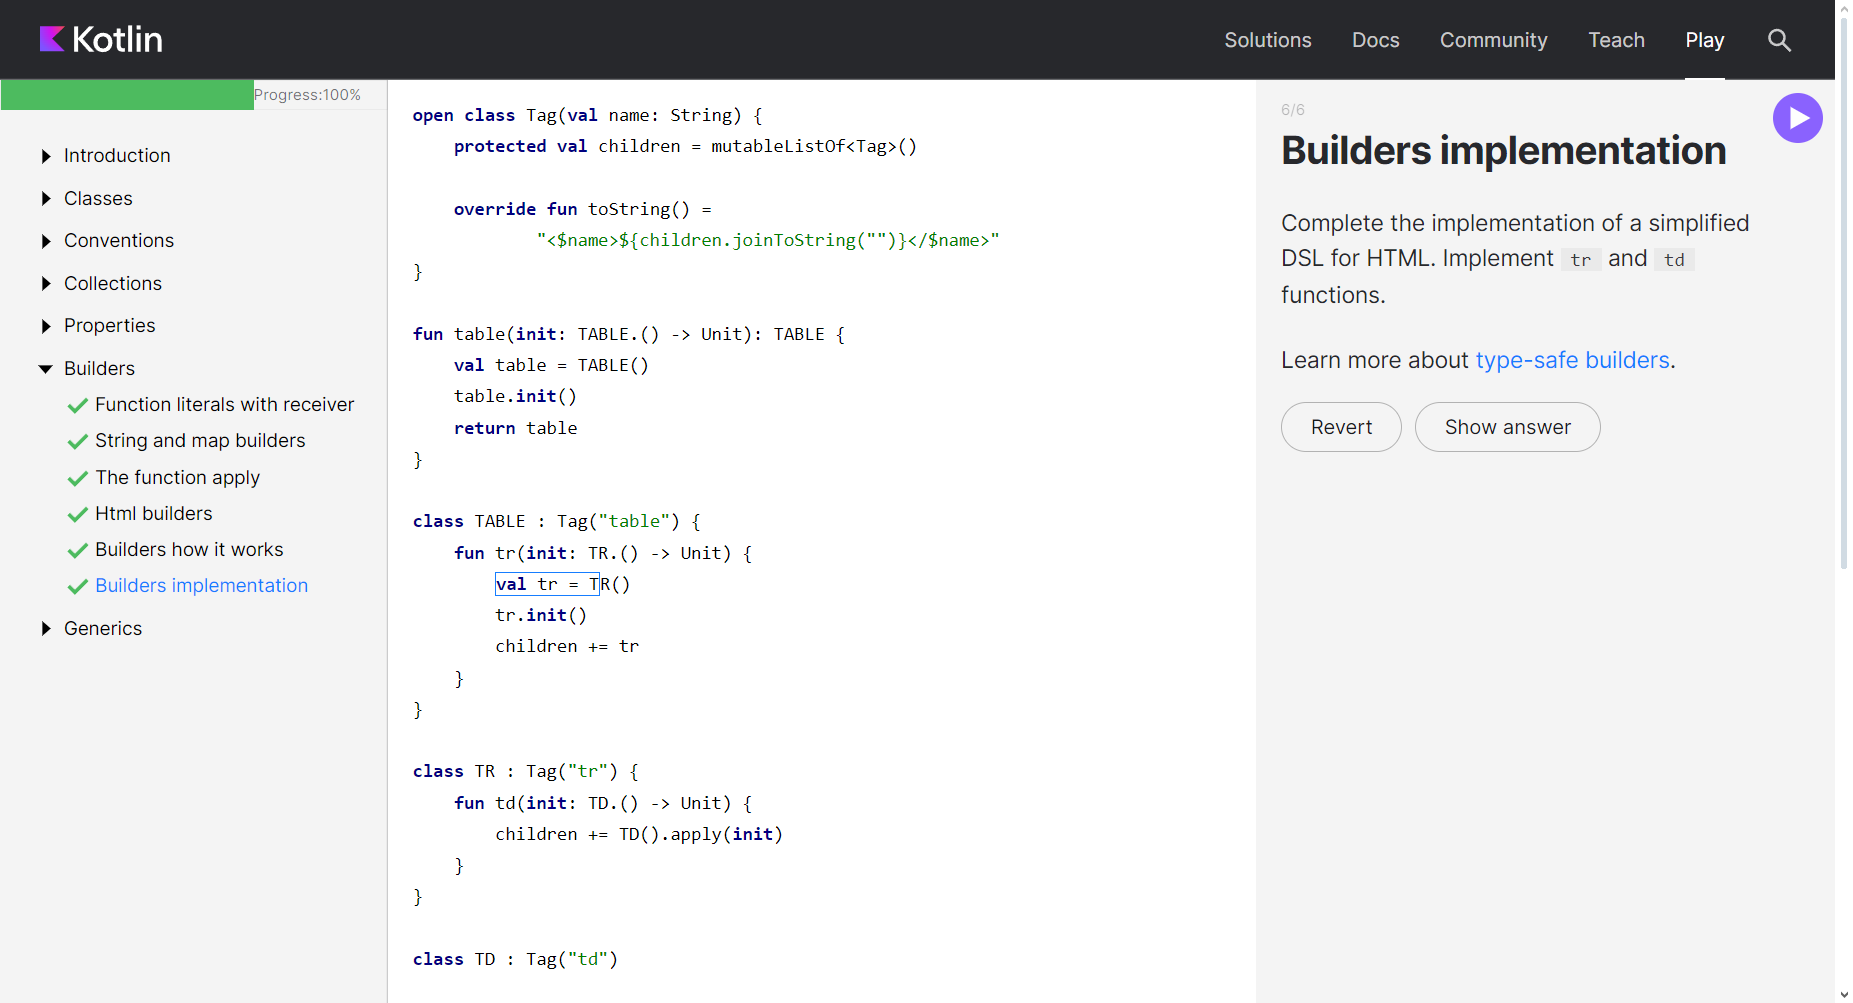 Kotlin
Solutions
Docs
Community
Teach
Play
Progress:100%
Introduction
Classes
Conventions
Collections
Properties
Builders
Function literals with receiver
String and map builders
The function apply
Html builders
Builders how it works
Builders implementation
Generics
open class Tag(val name: String) {
    protected val children = mutableListOf<Tag>()
    override fun toString() =
            "<$name>${children.joinToString("")}</$name>"
}
fun table(init: TABLE.() -> Unit): TABLE {
    val table = TABLE()
    table.init()
    return table
}
class TABLE : Tag("table") {
    fun tr(init: TR.() -> Unit) {
        val tr = TR()
        tr.init()
        children += tr
    }
}
class TR : Tag("tr") {
    fun td(init: TD.() -> Unit) {
        children += TD().apply(init)
    }
}
class TD : Tag("td")
6/6
Builders implementation
Complete the implementation of a simplified
DSL for HTML. Implement tr and td
functions.
Learn more about type-safe builders.
Revert
Show answer